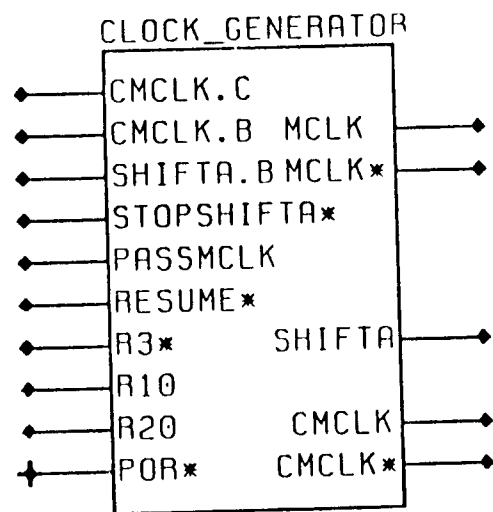 CLOCK_GENERATOR
CMCLK.C
CMCLK.B MCLK
SHIFTA.B MCLK*
STOPSHIFTA*
PASSMCLK
RESUME*
R3* SHIFTA
R10
R20 CMCLK
POR* CMCLK*